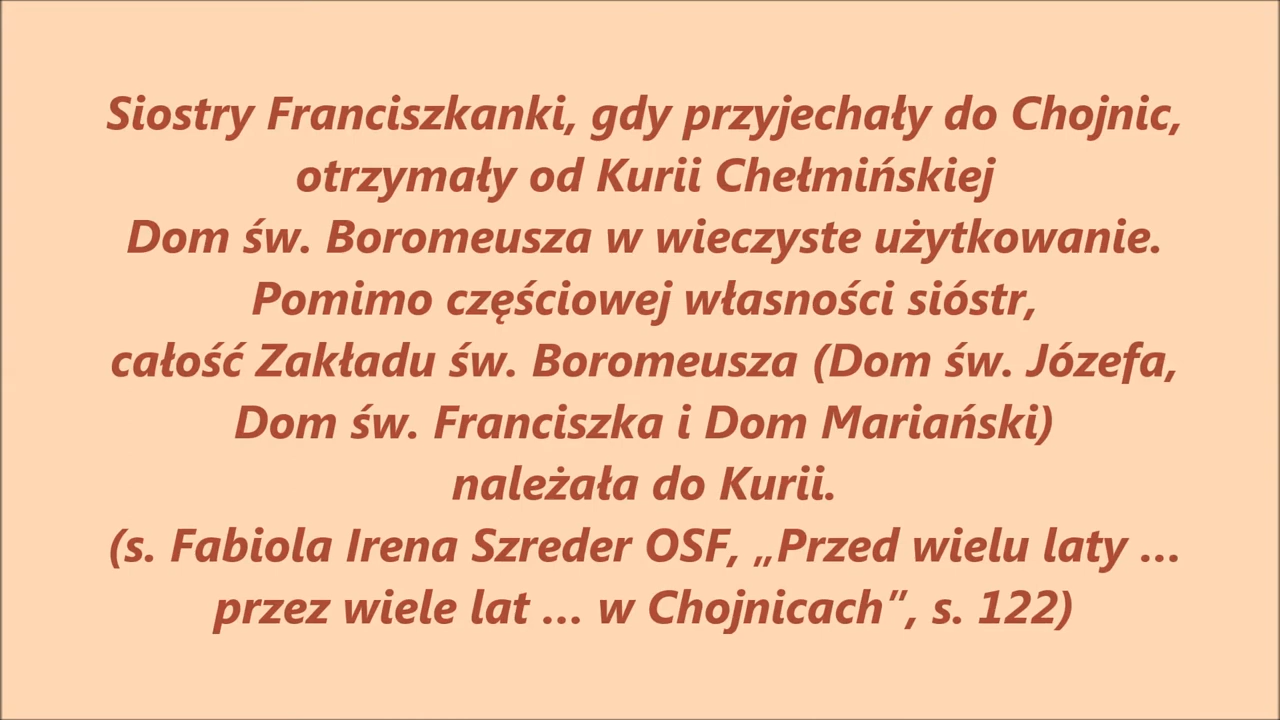 Siostry Franciszkanki, gdy przyjechały do Chojnic,
otrzymały od Kurii Chełmińskiej
Dom św. Boromeusza w wieczyste użytkowanie.
Pomimo częściowej własności sióstr,
całość Zakładu św. Boromeusza (Dom św. Józefa,
Dom św. Franciszka i Dom Mariański)
należała do Kurii.
(s. Fabiola Irena Szreder OSF, „Przed wielu laty ...
przez wiele lat ... w Chojnicach”, s. 122)